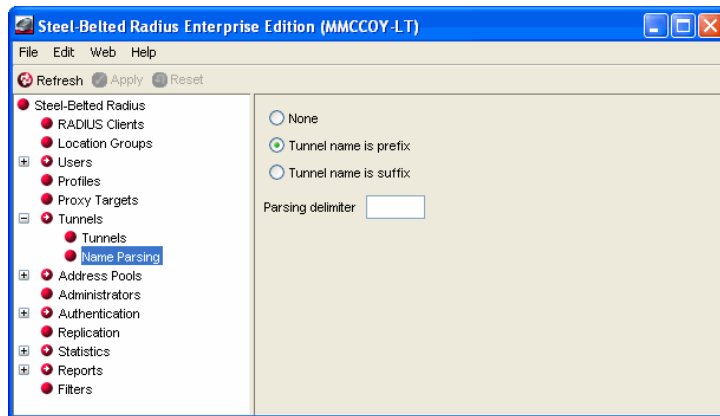 Steel-Belted Radius Enterprise Edition (MMCCOY-LT)
File Edit Web Help
Refresh Apply Reset
Steel-Belted Radius
RADIUS Clients
Location Groups
Users
Profiles
Proxy Targets
Tunnels
Tunnels
Name Parsing
Address Pools
Administrators
Authentication
Replication
Statistics
Reports
Filters
None
Tunnel name is prefix
Tunnel name is suffix
Parsing delimiter